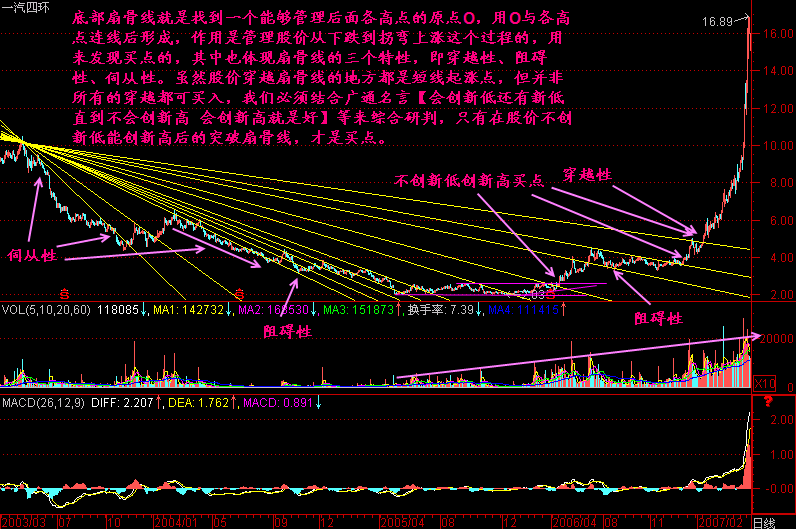 一汽四环
底部扇骨线就是找到一个能够管理后面各高点的原点O，用O与各高
点连线后形成，作用是管理股价从下跌到拐弯上涨这个过程的，用
来发现买点的，其中也体现扇骨线的三个特性，即穿越性、阻碍
性、伺从性。虽然股价穿越扇骨线的地方都是短线起涨点，但并非
所有的穿越都可买入，我们必须结合广通名言【会创新低还有新低
直到不会创新高 会创新高就是好】等来综合研判，只有在股价不创
新低能创新高后的突破扇骨线，才是买点。
16.89
16.00
14.00
12.00
10.00
8.00
6.00
4.00
2.00
穿越性
不创新低创新高买点
伺从性
阻碍性
阻碍性
VOL(5,10,20,60) 118085↓, MA1: 142732↓, MA2: 163530↓, MA3: 151873↑, 换手率: 7.39↓, MA4: 111415↑
20000
X10
0
MACD(26,12,9) DIFF: 2.207↑, DEA: 1.762↑, MACD: 0.891↓
?
2.00
1.00
0.00
2003/03 07 10 2004/01 05 09 12 2005/04 08 12 2006/04 08 11 2007/02 日线